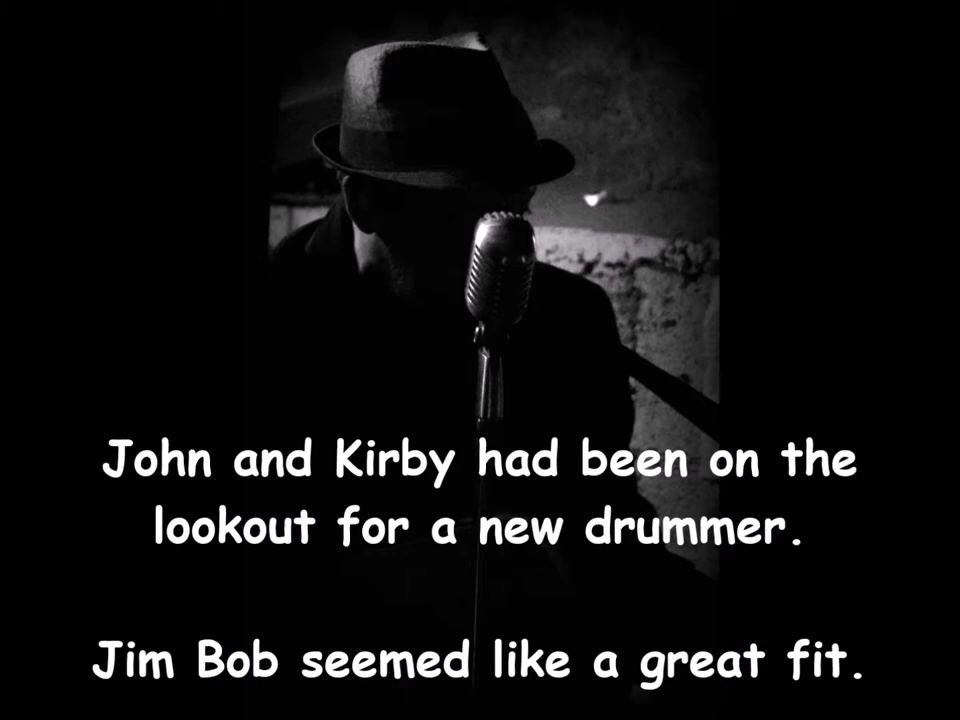 John and Kirby had been on the
lookout for a new drummer.
Jim Bob seemed like a great fit.